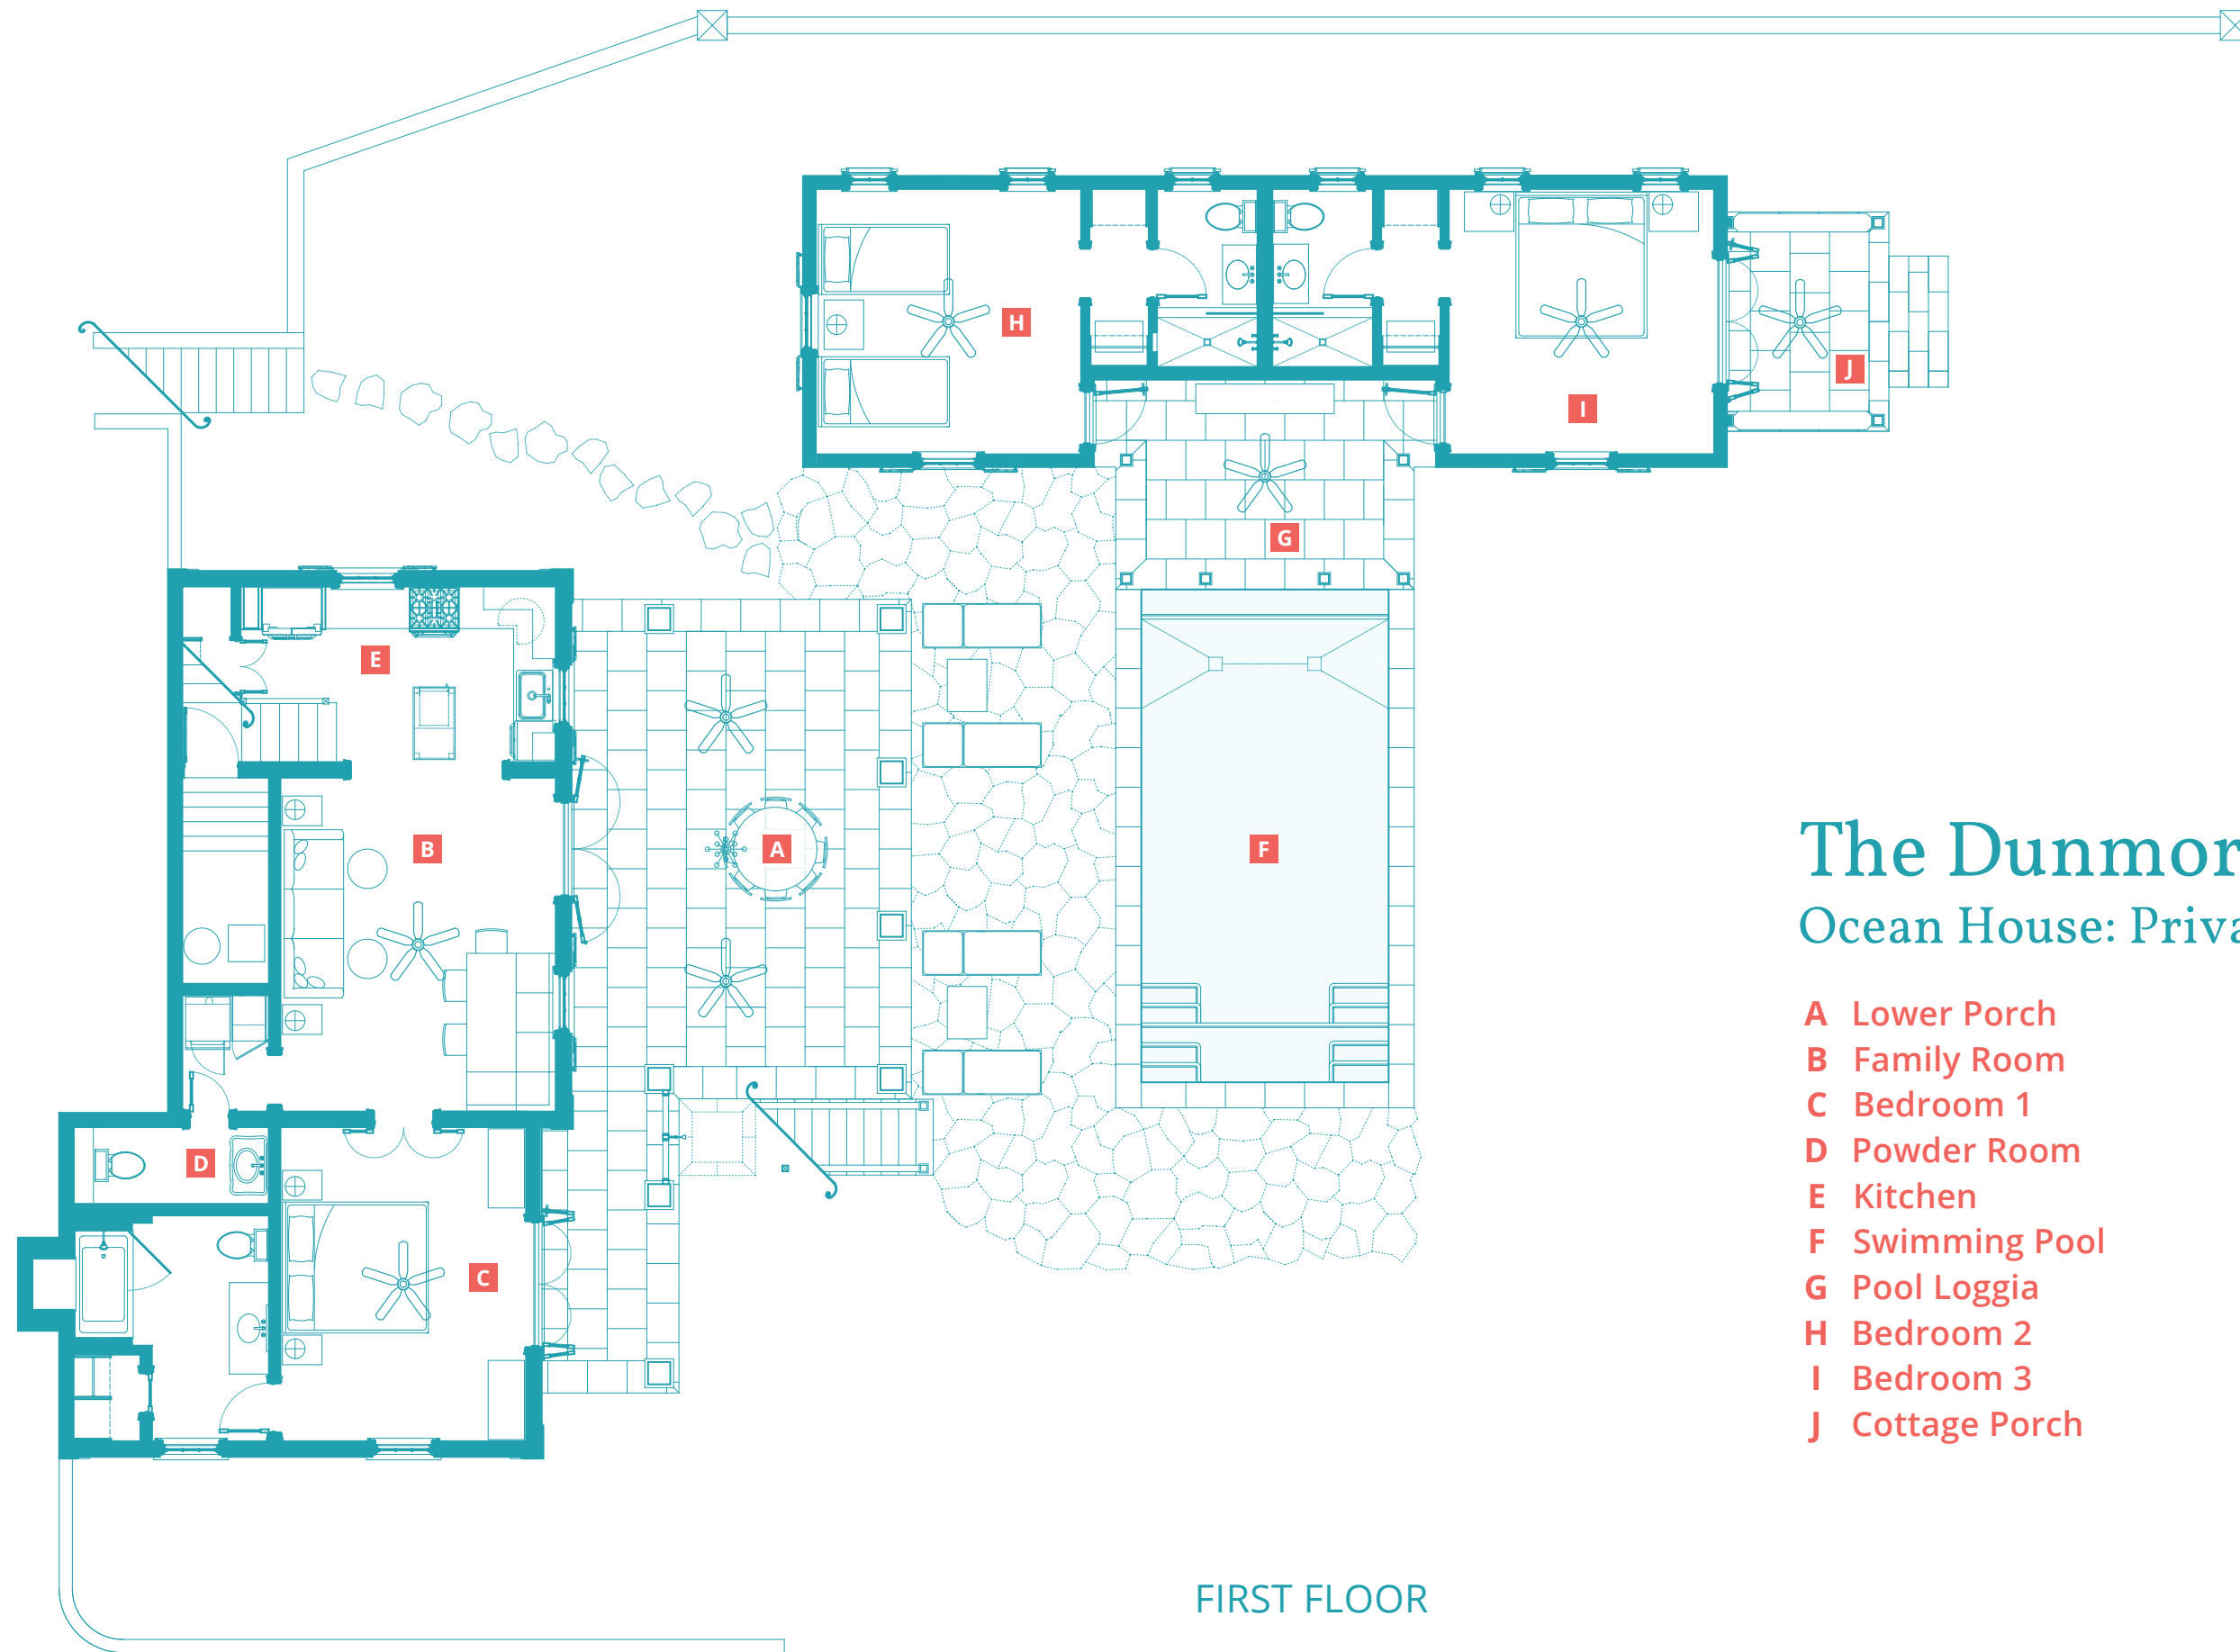 H
J
I
G
E
B
A
F
D
C
The Dunmor
Ocean House: Priva
A Lower Porch
B Family Room
C Bedroom 1
D Powder Room
E Kitchen
F Swimming Pool
G Pool Loggia
H Bedroom 2
I Bedroom 3
J Cottage Porch
FIRST FLOOR